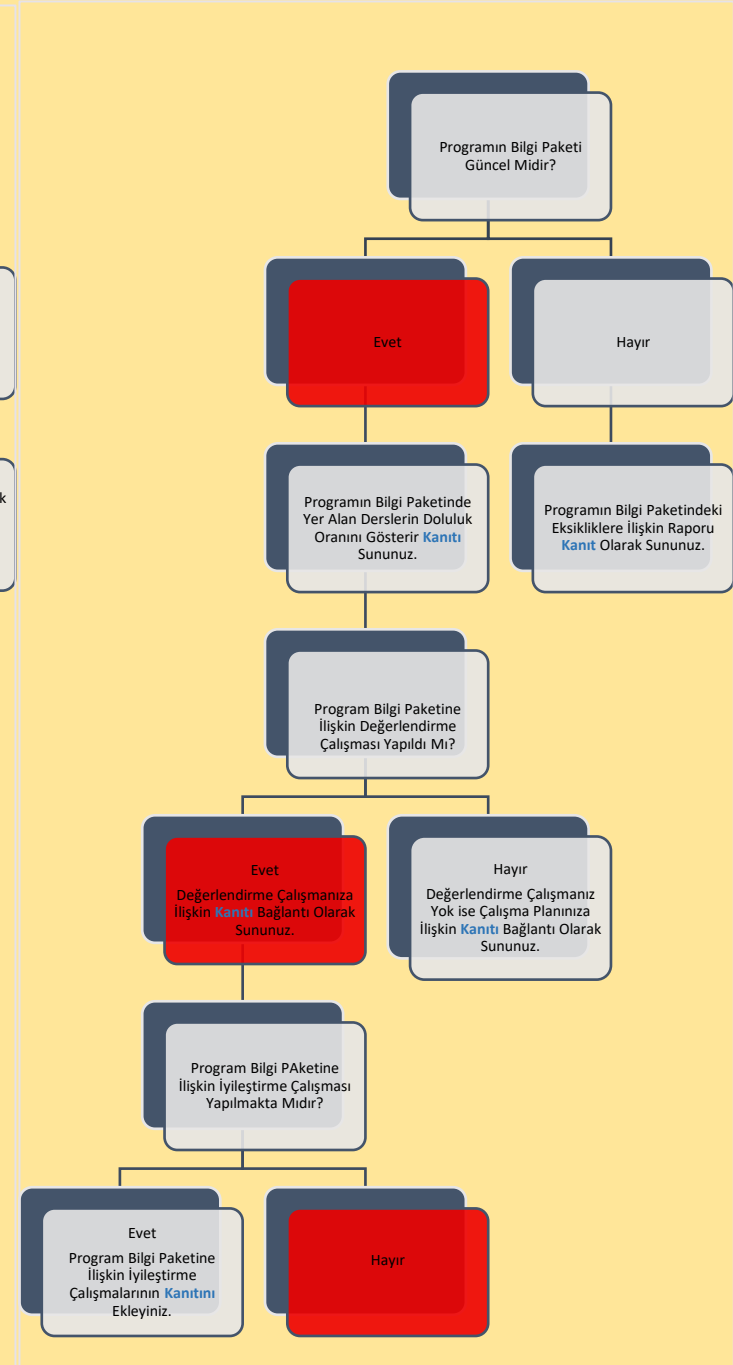 Programın Bilgi Paketi
Güncel Midir?
Evet
Hayır
k
Programın Bilgi Paketinde
Yer Alan Derslerin Doluluk
Oranını Gösterir Kanıtı
Sununuz.
Programın Bilgi Paketindeki
Eksikliklere İlişkin Raporu
Kanıt Olarak Sununuz.
Program Bilgi Paketine
İlişkin Değerlendirme
Çalışması Yapıldı Mı?
Evet
Değerlendirme Çalışmanıza
İlişkin Kanıtı Bağlantı Olarak
Sununuz.
Hayır
Değerlendirme Çalışmanız
Yok ise Çalışma Planınıza
İlişkin Kanıtı Bağlantı Olarak
Sununuz.
Program Bilgi PAketine
İlişkin İyileştirme Çalışması
Yapılmakta Mıdır?
Evet
Program Bilgi Paketine
İlişkin İyileştirme
Çalışmalarının Kanıtını
Ekleyiniz.
Hayır